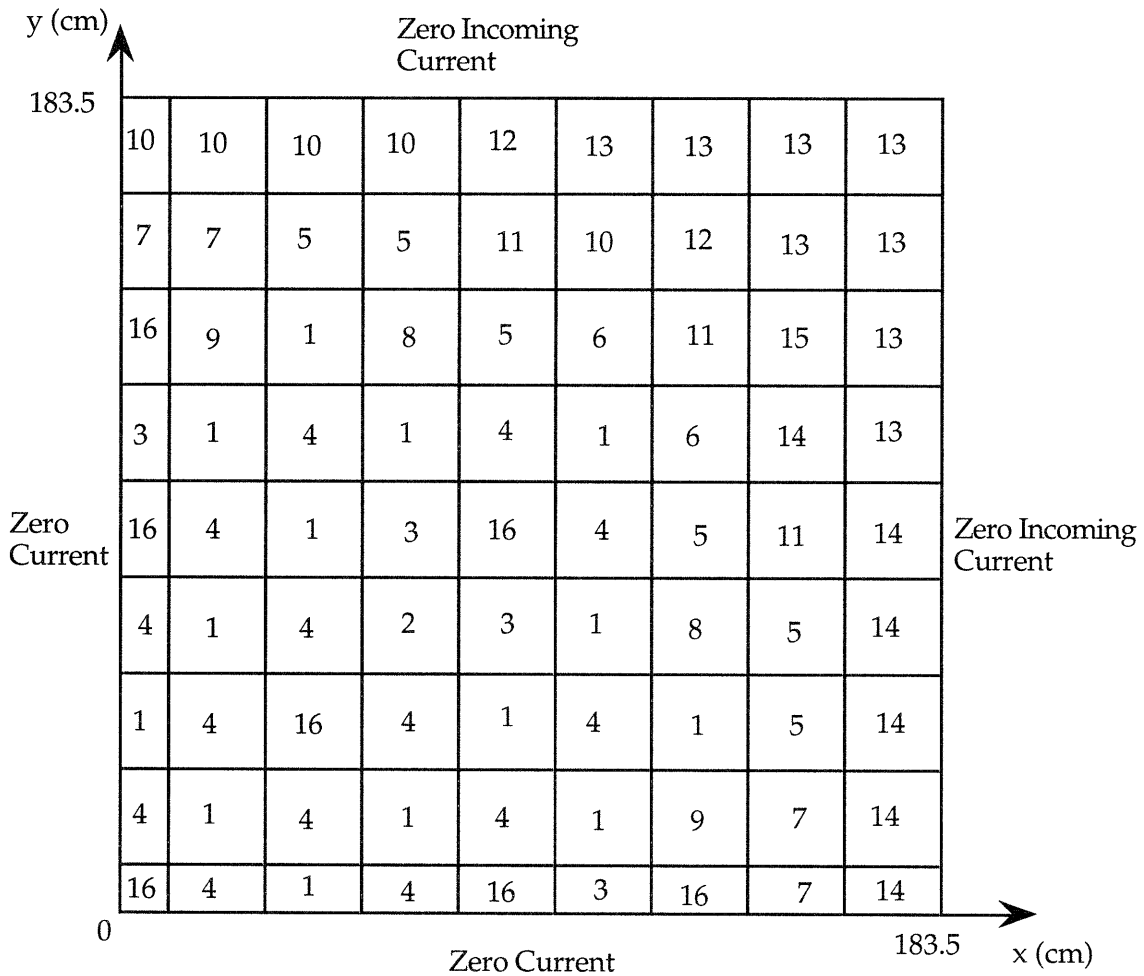 y (cm)
Zero Incoming
Current
183.5
10 10 10 10 12 13 13 13 13
7 7 5 5 11 10 12 13 13
16 9 1 8 5 6 11 15 13
3 1 4 1 4 1 6 14 13
Zero
Current
16 4 1 3 16 4 5 11 14
Zero Incoming
Current
4 1 4 2 3 1 8 5 14
1 4 16 4 1 4 1 5 14
4 1 4 1 4 1 9 7 14
16 4 1 4 16 3 16 7 14
0
Zero Current
183.5
x (cm)